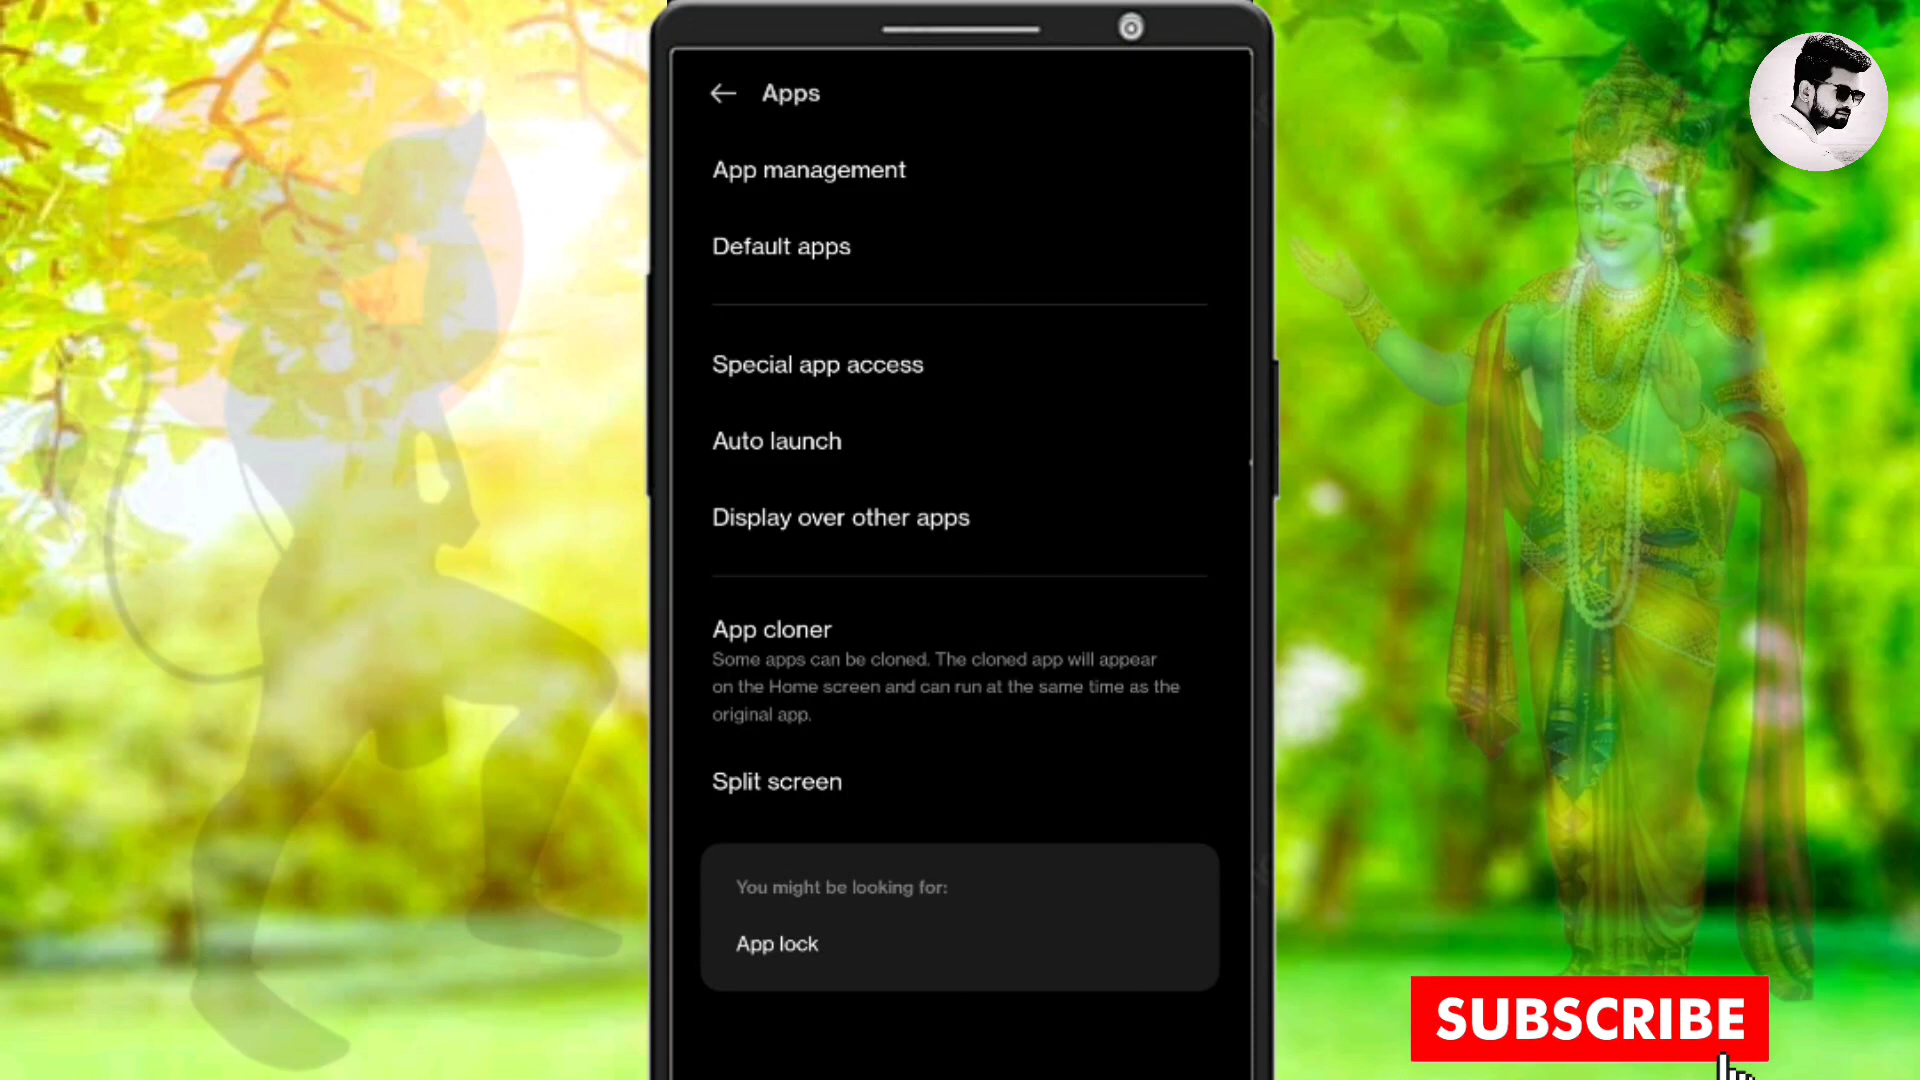 Apps
App management
Default apps
Special app access
Auto launch
Display over other apps
App cloner
Some apps can be cloned. The cloned app will appear
on the Home screen and can run at the same time as the
original app.
Split screen
You might be looking for:
App lock
SUBSCRIBE